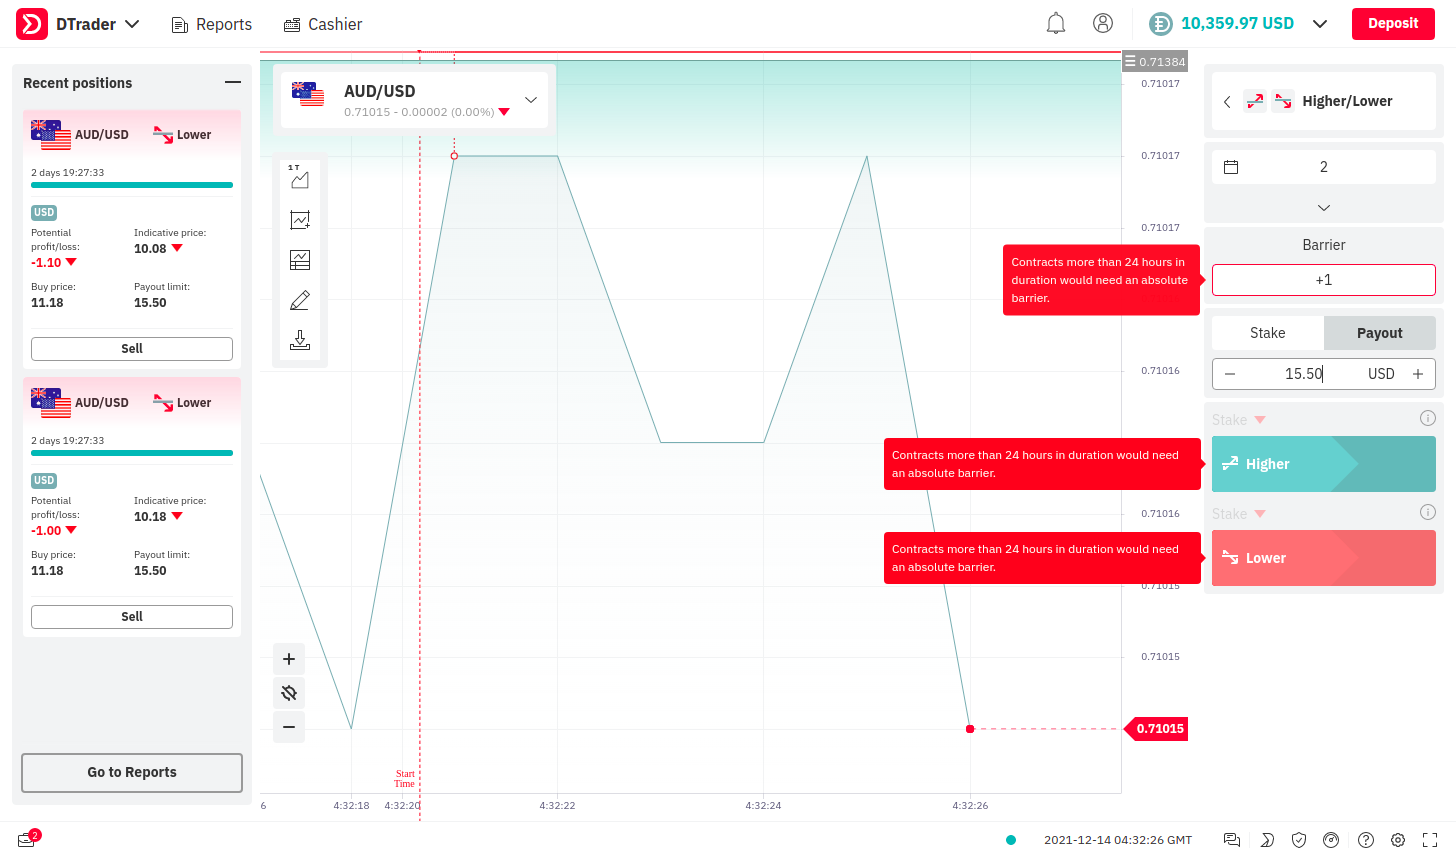 DTrader
Reports
Cashier
10,359.97 USD
Deposit
Recent positions
AUD/USD
Lower
2 days 19:27:33
USD
Potential
profit/loss:
-1.10
Indicative price:
10.08
Buy price:
11.18
Payout limit:
15.50
Sell
AUD/USD
Lower
2 days 19:27:33
USD
Potential
profit/loss:
-1.00
Indicative price:
10.18
Buy price:
11.18
Payout limit:
15.50
Sell
Go to Reports
2
AUD/USD
0.71015 - 0.00002 (0.00%)
1 T
Start
Time
6
4:32:18
4:32:20
4:32:22
4:32:24
4:32:26
0.71384
0.71017
0.71017
0.71017
0.71016
0.71016
0.71015
0.71015
0.71015
Contracts more than 24 hours in
duration would need an absolute
barrier.
Contracts more than 24 hours in duration would need
an absolute barrier.
Contracts more than 24 hours in duration would need
an absolute barrier.
Higher/Lower
2
Barrier
+1
Stake
Payout
15.50
USD
Stake
Higher
Stake
Lower
2021-12-14 04:32:26 GMT